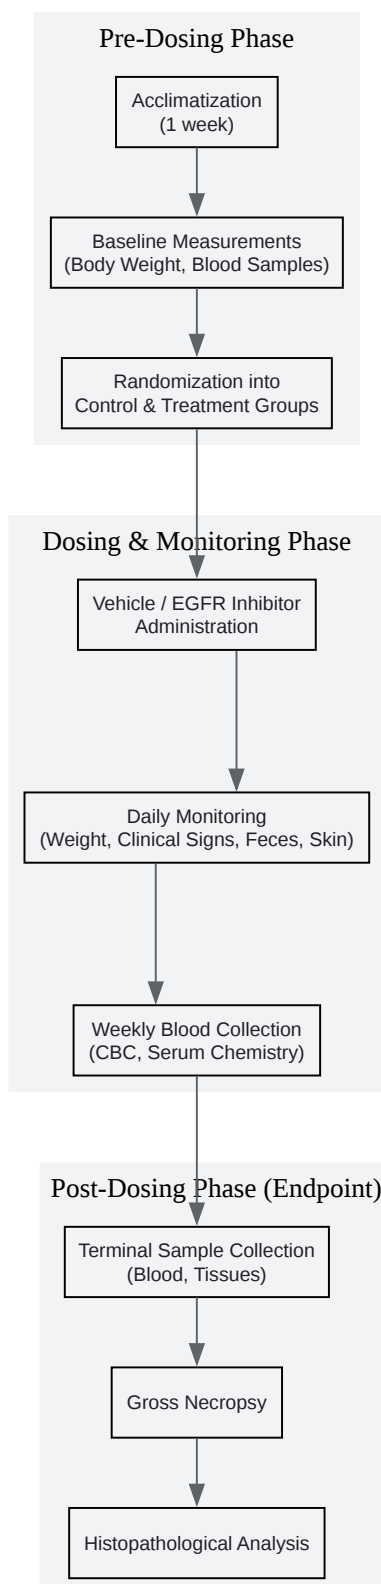 Pre-Dosing Phase
Acclimatization
(1 week)
Baseline Measurements
(Body Weight, Blood Samples)
Randomization into
Control & Treatment Groups
Dosing & Monitoring Phase
Vehicle / EGFR Inhibitor
Administration
Daily Monitoring
(Weight, Clinical Signs, Feces, Skin)
Weekly Blood Collection
(CBC, Serum Chemistry)
Post-Dosing Phase (Endpoint)
Terminal Sample Collection
(Blood, Tissues)
Gross Necropsy
Histopathological Analysis